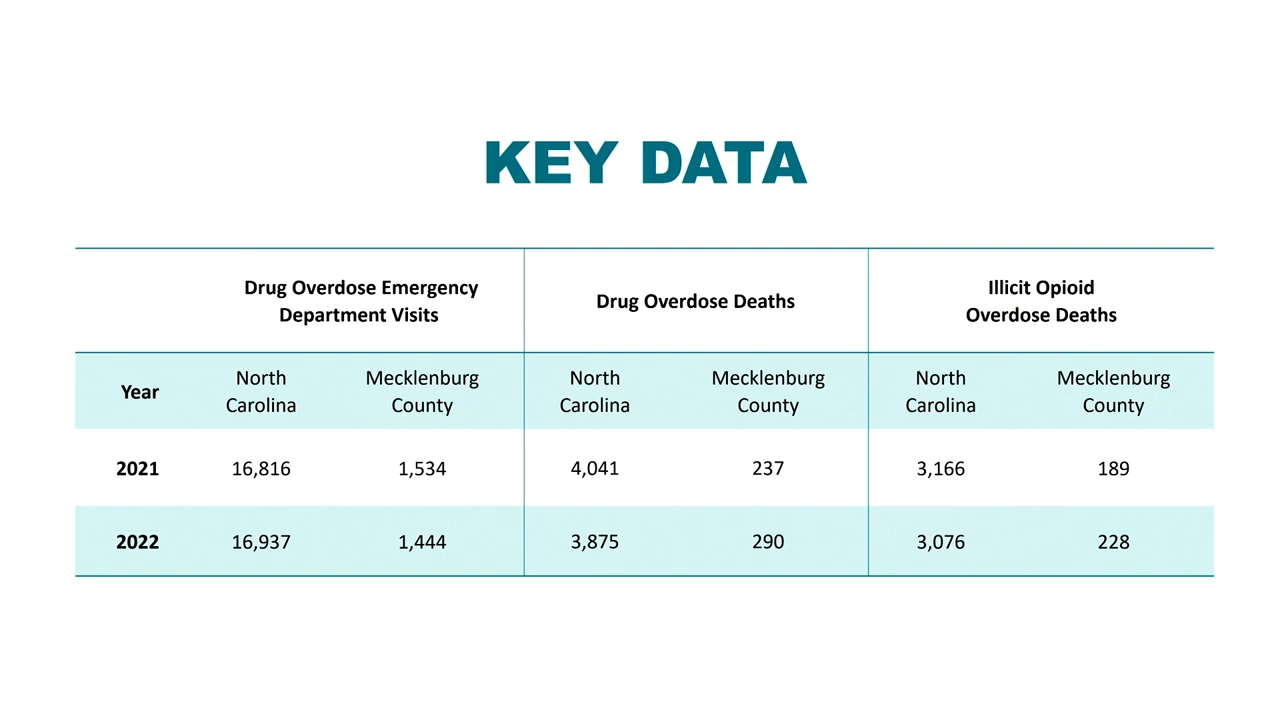 KEY DATA
Drug Overdose Emergency
Department Visits
Drug Overdose Deaths
Illicit Opioid
Overdose Deaths
Year North Carolina Mecklenburg County North Carolina Mecklenburg County North Carolina Mecklenburg County
2021 16,816 1,534 4,041 237 3,166 189
2022 16,937 1,444 3,875 290 3,076 228